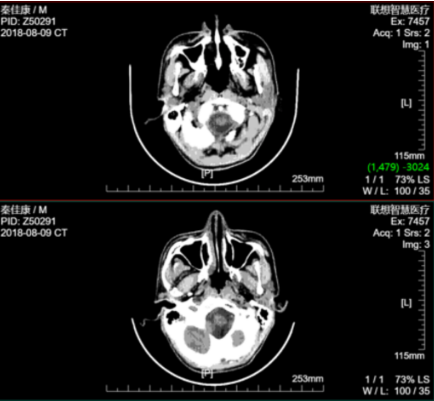 秦佳康 / M
PID: Z50291
2018-08-09 CT
联想智慧医疗
Ex: 7457
Acq: 1 Srs: 2
Img: 1
[L]
115mm
(1,479) -3024
[P]
253mm
1 / 1 73% LS
W / L: 100 / 35
秦佳康 / M
PID: Z50291
2018-08-09 CT
联想智慧医疗
Ex: 7457
Acq: 1 Srs: 2
Img: 3
[L]
115mm
[P]
253mm
1 / 1 73% LS
W / L: 100 / 35